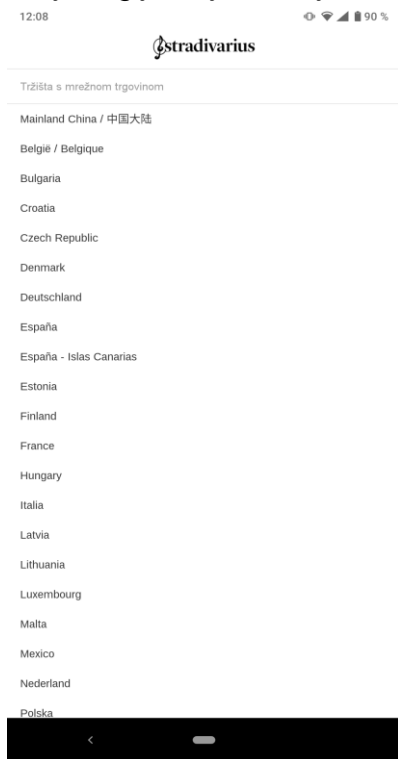 12:08 90 %
stradivarius
Tržišta s mrežnom trgovinom
Mainland China / 中国大陆
België / Belgique
Bulgaria
Croatia
Czech Republic
Denmark
Deutschland
España
España - Islas Canarias
Estonia
Finland
France
Hungary
Italia
Latvia
Lithuania
Luxembourg
Malta
Mexico
Nederland
Polska